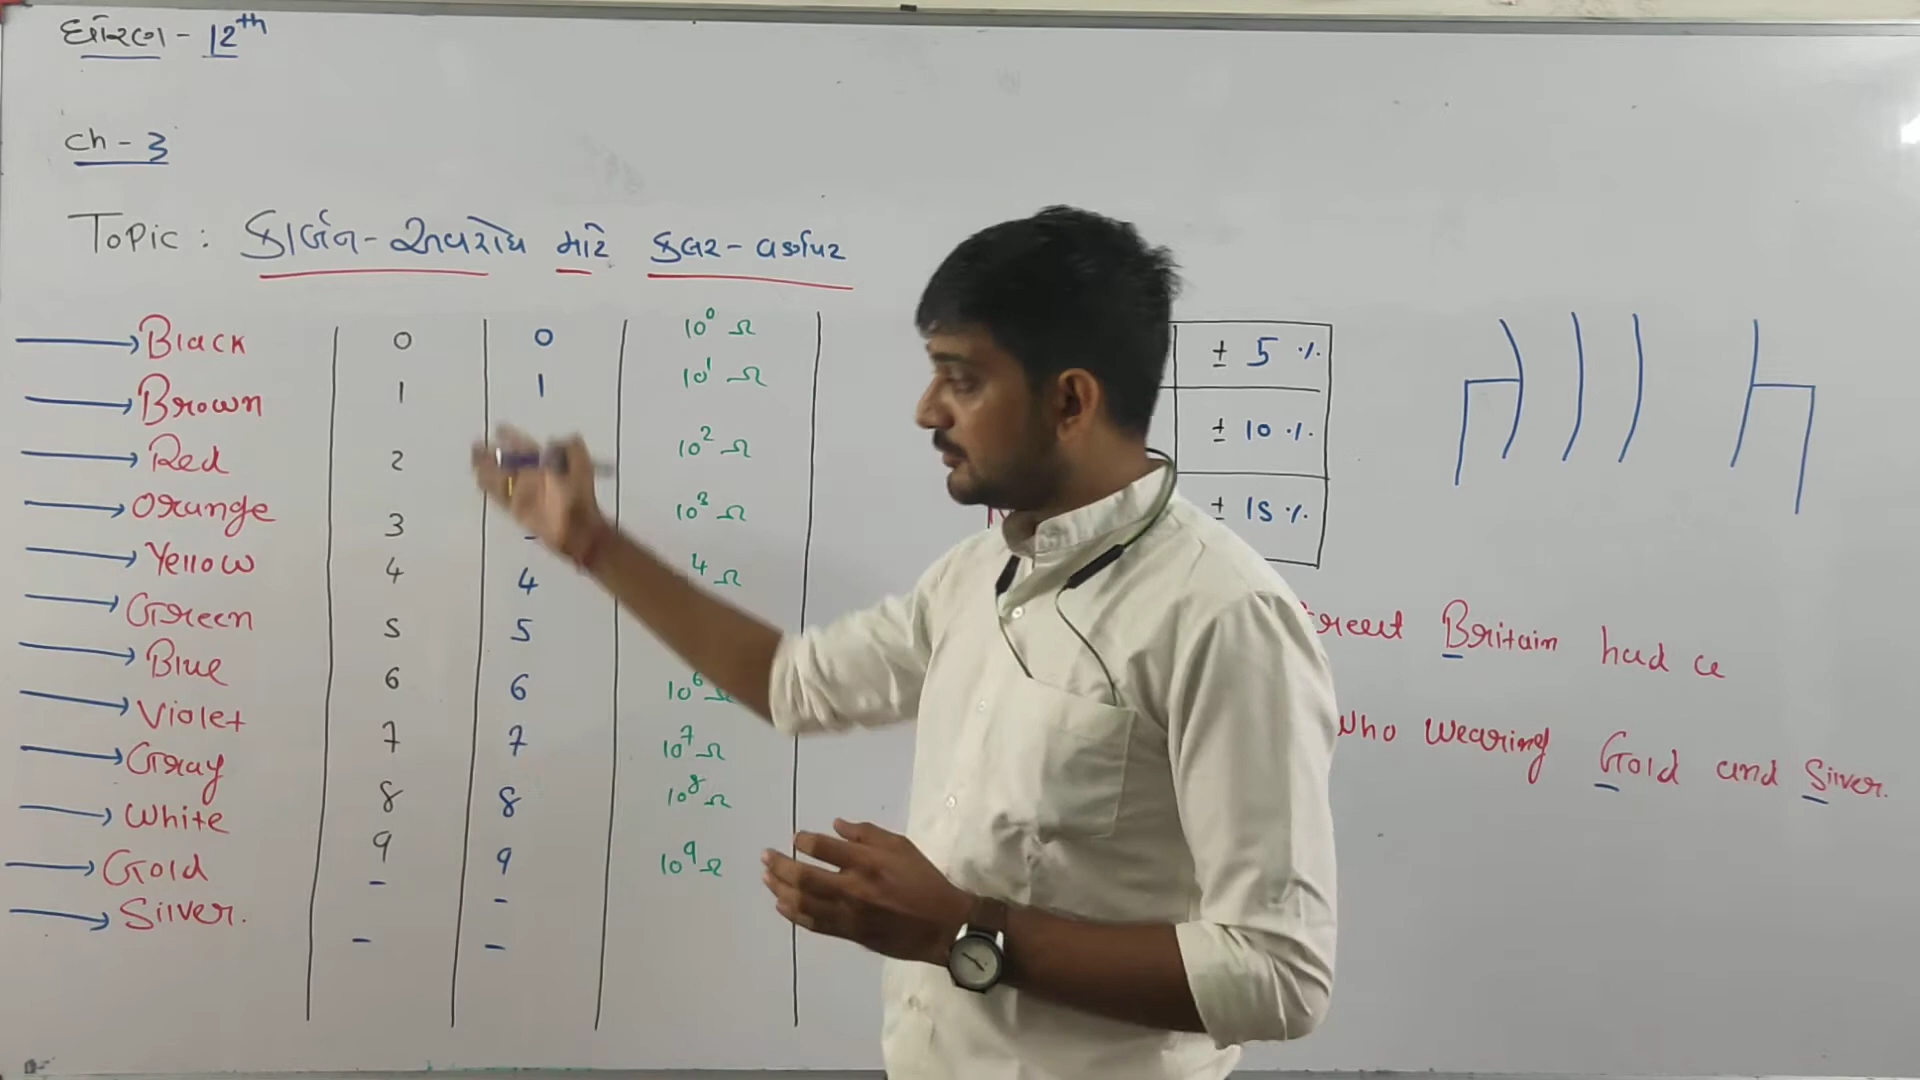 ધોરણ - 12th
Ch - 3
Topic : કાર્બન - અવરોધ માટે કલર -
Black 0 0 10⁰ Ω
Brown 1 1 10¹ Ω
Red 2 10² Ω
Orange 3 10³ Ω
Yellow 4 4 4 Ω
Green 5 5
Blue 6 6 10⁶ Ω
Violet 7 7 10⁷ Ω
Gray 8 8 10⁸ Ω
White 9 9 10⁹ Ω
Gold - -
Silver. - -
± 5 %
± 10 %.
± 15 %.
Britain had a
Who Wearing Gold and Silver.